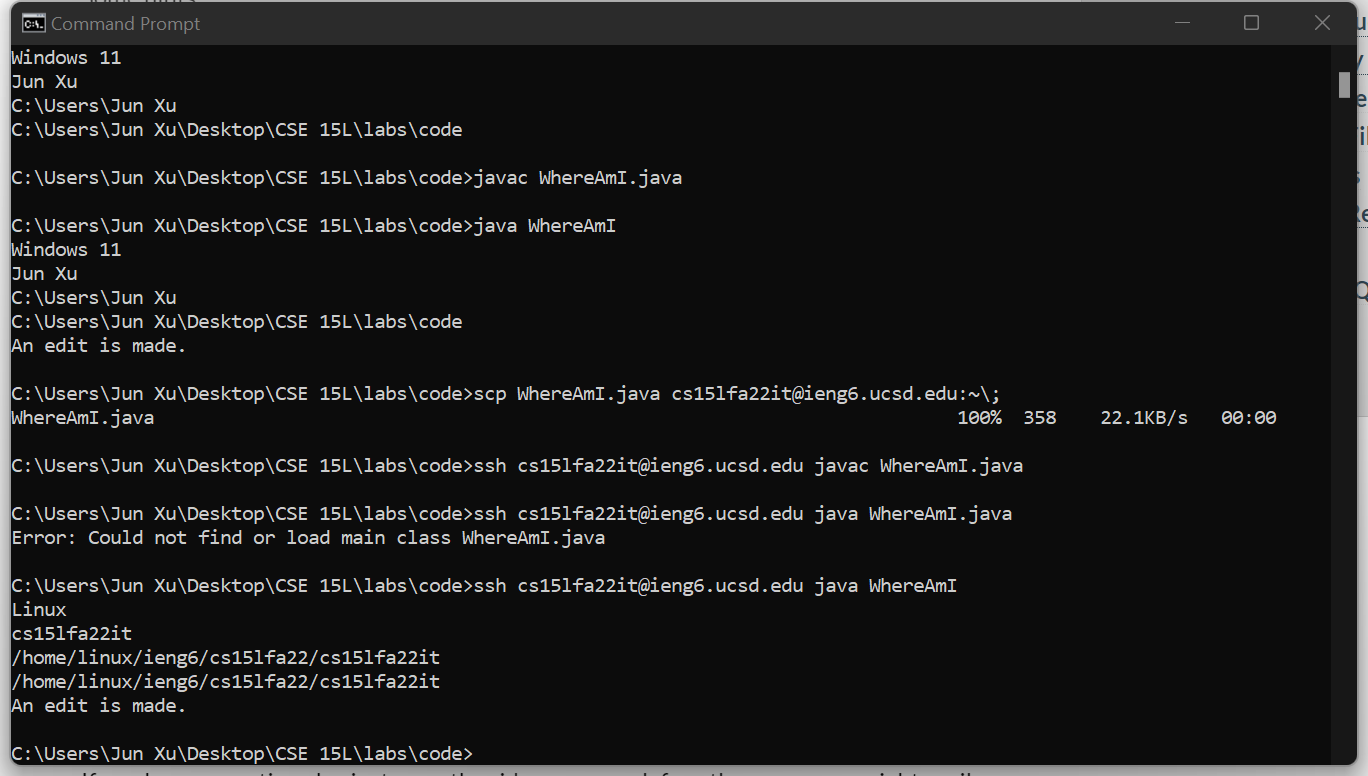 Command Prompt
Windows 11
Jun Xu
C:\Users\Jun Xu
C:\Users\Jun Xu\Desktop\CSE 15L\labs\code
C:\Users\Jun Xu\Desktop\CSE 15L\labs\code>javac WhereAmI.java
C:\Users\Jun Xu\Desktop\CSE 15L\labs\code>java WhereAmI
Windows 11
Jun Xu
C:\Users\Jun Xu
C:\Users\Jun Xu\Desktop\CSE 15L\labs\code
An edit is made.
C:\Users\Jun Xu\Desktop\CSE 15L\labs\code>scp WhereAmI.java cs15lfa22it@ieng6.ucsd.edu:~\;
WhereAmI.java 100% 358 22.1KB/s 00:00
C:\Users\Jun Xu\Desktop\CSE 15L\labs\code>ssh cs15lfa22it@ieng6.ucsd.edu javac WhereAmI.java
C:\Users\Jun Xu\Desktop\CSE 15L\labs\code>ssh cs15lfa22it@ieng6.ucsd.edu java WhereAmI.java
Error: Could not find or load main class WhereAmI.java
C:\Users\Jun Xu\Desktop\CSE 15L\labs\code>ssh cs15lfa22it@ieng6.ucsd.edu java WhereAmI
Linux
cs15lfa22it
/home/linux/ieng6/cs15lfa22/cs15lfa22it
/home/linux/ieng6/cs15lfa22/cs15lfa22it
An edit is made.
C:\Users\Jun Xu\Desktop\CSE 15L\labs\code>